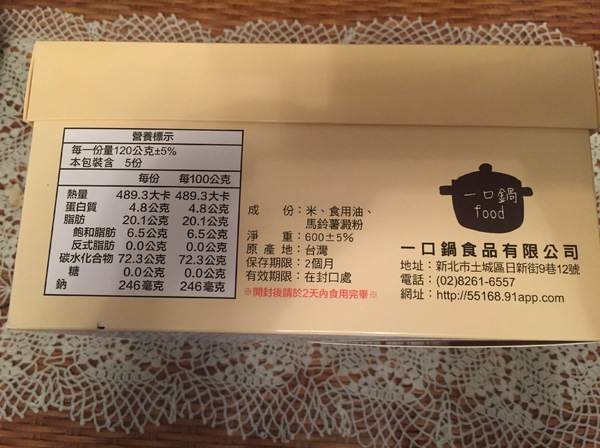 營養標示
每一份量120公克±5%
本包裝含 5份
每份 每100公克
熱量 489.3大卡 489.3大卡
蛋白質 4.8公克 4.8公克
脂肪 20.1公克 20.1公克
飽和脂肪 6.5公克 6.5公克
反式脂肪 0.0公克 0.0公克
碳水化合物 72.3公克 72.3公克
糖 0.0公克 0.0公克
鈉 246毫克 246毫克
成份：米、食用油、
馬鈴薯澱粉
淨重：600±5%
原產地：台灣
保存期限：2個月
有效期限：在封口處
※開封後請於2天內食用完畢※
一口鍋
food
一口鍋食品有限公司
地址：新北市土城區日新街9巷12號
電話：(02)8261-6557
網址：http://55168.91app.com